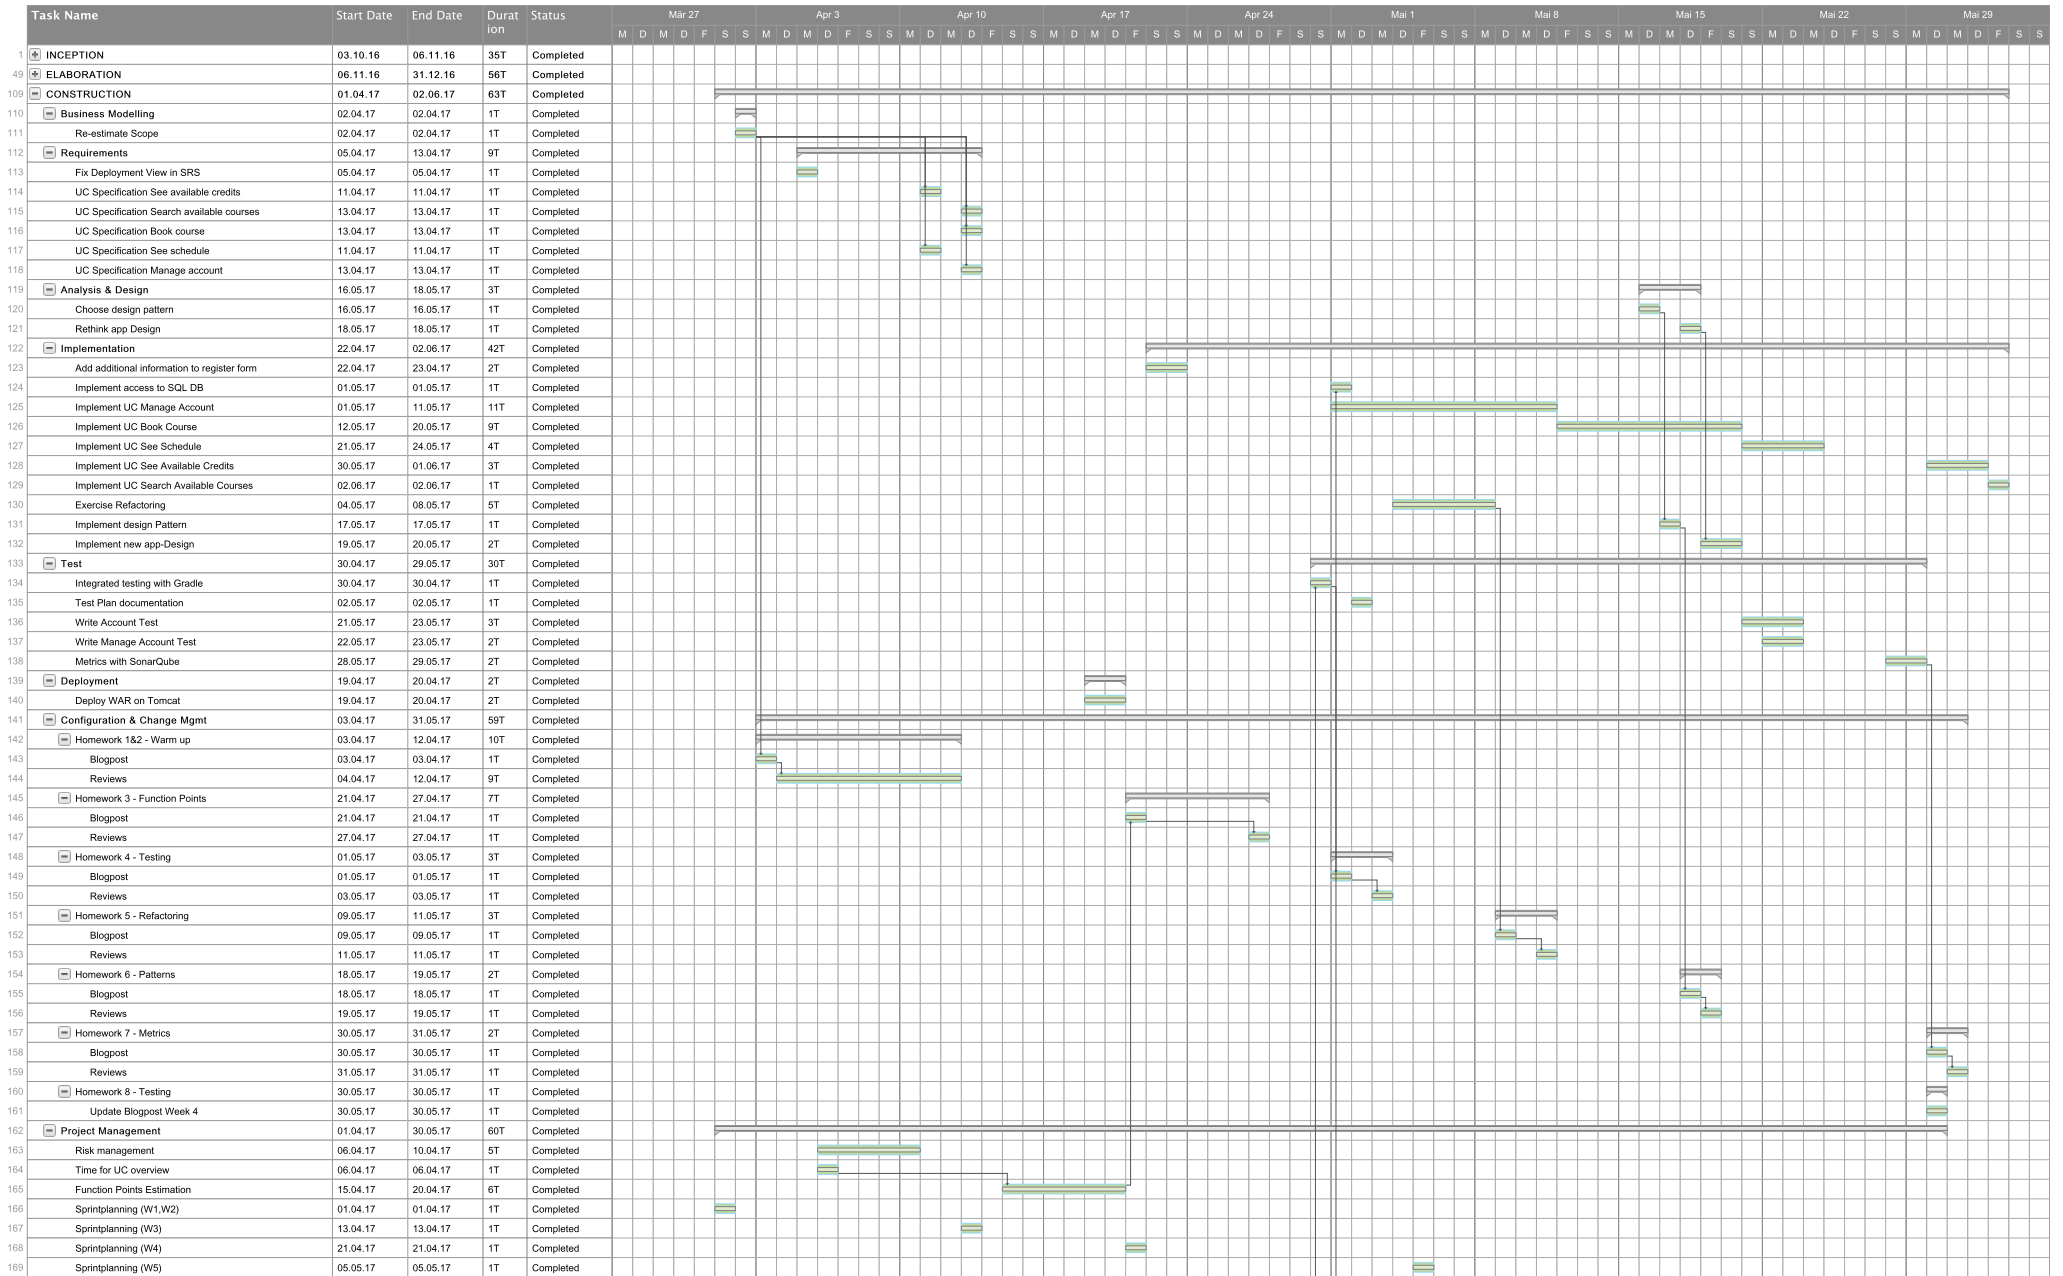 Task Name Start Date End Date Durat Status Mär 27 Apr 3 Apr 10 Apr 17 Apr 24 Mai 1 Mai 8 Mai 15 Mai 22 Mai 29
ion M D M D F S S M D M D F S S M D M D F S S M D M D F S S M D M D F S S M D M D F S S M D M D F S S M D M D F S S M D M D F S S M D M D F S S
1 INCEPTION 03.10.16 06.11.16 35T Completed
49 ELABORATION 06.11.16 31.12.16 56T Completed
109 CONSTRUCTION 01.04.17 02.06.17 63T Completed
110 Business Modelling 02.04.17 02.04.17 1T Completed
111 Re-estimate Scope 02.04.17 02.04.17 1T Completed
112 Requirements 05.04.17 13.04.17 9T Completed
113 Fix Deployment View in SRS 05.04.17 05.04.17 1T Completed
114 UC Specification See available credits 11.04.17 11.04.17 1T Completed
115 UC Specification Search available courses 13.04.17 13.04.17 1T Completed
116 UC Specification Book course 13.04.17 13.04.17 1T Completed
117 UC Specification See schedule 11.04.17 11.04.17 1T Completed
118 UC Specification Manage account 13.04.17 13.04.17 1T Completed
119 Analysis & Design 16.05.17 18.05.17 3T Completed
120 Choose design pattern 16.05.17 16.05.17 1T Completed
121 Rethink app Design 18.05.17 18.05.17 1T Completed
122 Implementation 22.04.17 02.06.17 42T Completed
123 Add additional information to register form 22.04.17 23.04.17 2T Completed
124 Implement access to SQL DB 01.05.17 01.05.17 1T Completed
125 Implement UC Manage Account 01.05.17 11.05.17 11T Completed
126 Implement UC Book Course 12.05.17 20.05.17 9T Completed
127 Implement UC See Schedule 21.05.17 24.05.17 4T Completed
128 Implement UC See Available Credits 30.05.17 01.06.17 3T Completed
129 Implement UC Search Available Courses 02.06.17 02.06.17 1T Completed
130 Exercise Refactoring 04.05.17 08.05.17 5T Completed
131 Implement design Pattern 17.05.17 17.05.17 1T Completed
132 Implement new app-Design 19.05.17 20.05.17 2T Completed
133 Test 30.04.17 29.05.17 30T Completed
134 Integrated testing with Gradle 30.04.17 30.04.17 1T Completed
135 Test Plan documentation 02.05.17 02.05.17 1T Completed
136 Write Account Test 21.05.17 23.05.17 3T Completed
137 Write Manage Account Test 22.05.17 23.05.17 2T Completed
138 Metrics with SonarQube 28.05.17 29.05.17 2T Completed
139 Deployment 19.04.17 20.04.17 2T Completed
140 Deploy WAR on Tomcat 19.04.17 20.04.17 2T Completed
141 Configuration & Change Mgmt 03.04.17 31.05.17 59T Completed
142 Homework 1&2 - Warm up 03.04.17 12.04.17 10T Completed
143 Blogpost 03.04.17 03.04.17 1T Completed
144 Reviews 04.04.17 12.04.17 9T Completed
145 Homework 3 - Function Points 21.04.17 27.04.17 7T Completed
146 Blogpost 21.04.17 21.04.17 1T Completed
147 Reviews 27.04.17 27.04.17 1T Completed
148 Homework 4 - Testing 01.05.17 03.05.17 3T Completed
149 Blogpost 01.05.17 01.05.17 1T Completed
150 Reviews 03.05.17 03.05.17 1T Completed
151 Homework 5 - Refactoring 09.05.17 11.05.17 3T Completed
152 Blogpost 09.05.17 09.05.17 1T Completed
153 Reviews 11.05.17 11.05.17 1T Completed
154 Homework 6 - Patterns 18.05.17 19.05.17 2T Completed
155 Blogpost 18.05.17 18.05.17 1T Completed
156 Reviews 19.05.17 19.05.17 1T Completed
157 Homework 7 - Metrics 30.05.17 31.05.17 2T Completed
158 Blogpost 30.05.17 30.05.17 1T Completed
159 Reviews 31.05.17 31.05.17 1T Completed
160 Homework 8 - Testing 30.05.17 30.05.17 1T Completed
161 Update Blogpost Week 4 30.05.17 30.05.17 1T Completed
162 Project Management 01.04.17 30.05.17 60T Completed
163 Risk management 06.04.17 10.04.17 5T Completed
164 Time for UC overview 06.04.17 06.04.17 1T Completed
165 Function Points Estimation 15.04.17 20.04.17 6T Completed
166 Sprintplanning (W1,W2) 01.04.17 01.04.17 1T Completed
167 Sprintplanning (W3) 13.04.17 13.04.17 1T Completed
168 Sprintplanning (W4) 21.04.17 21.04.17 1T Completed
169 Sprintplanning (W5) 05.05.17 05.05.17 1T Completed